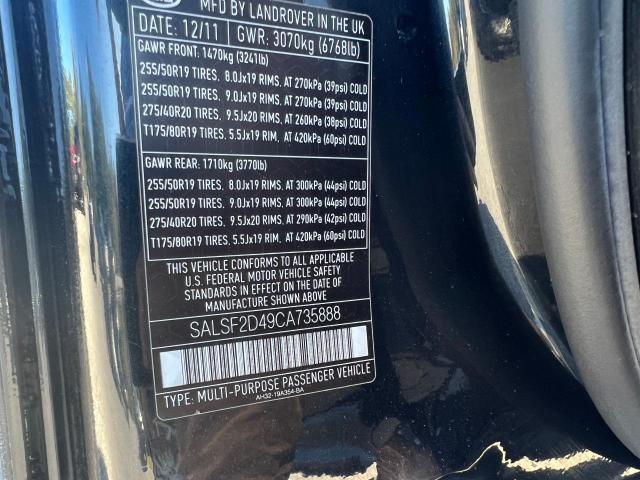 MFD BY LANDROVER IN THE UK
DATE: 12/11 GWR: 3070kg (6768lb)
GAWR FRONT: 1470kg (3241lb)
255/50R19 TIRES, 8.0Jx19 RIMS, AT 270kPa (39psi) COLD
255/50R19 TIRES, 9.0Jx19 RIMS, AT 270kPa (39psi) COLD
275/40R20 TIRES, 9.5Jx20 RIMS, AT 260kPa (38psi) COLD
T175/80R19 TIRES, 5.5Jx19 RIM, AT 420kPa (60psi) COLD
GAWR REAR: 1710kg (3770lb)
255/50R19 TIRES, 8.0Jx19 RIMS, AT 300kPa (44psi) COLD
255/50R19 TIRES, 9.0Jx19 RIMS, AT 300kPa (44psi) COLD
275/40R20 TIRES, 9.5Jx20 RIMS, AT 290kPa (42psi) COLD
T175/80R19 TIRES, 5.5Jx19 RIM, AT 420kPa (60psi) COLD
THIS VEHICLE CONFORMS TO ALL APPLICABLE
U.S. FEDERAL MOTOR VEHICLE SAFETY
STANDARDS IN EFFECT ON THE DATE OF
MANUFACTURE SHOWN ABOVE.
SALSF2D49CA735888
TYPE: MULTI-PURPOSE PASSENGER VEHICLE
AH32-19A354-BA